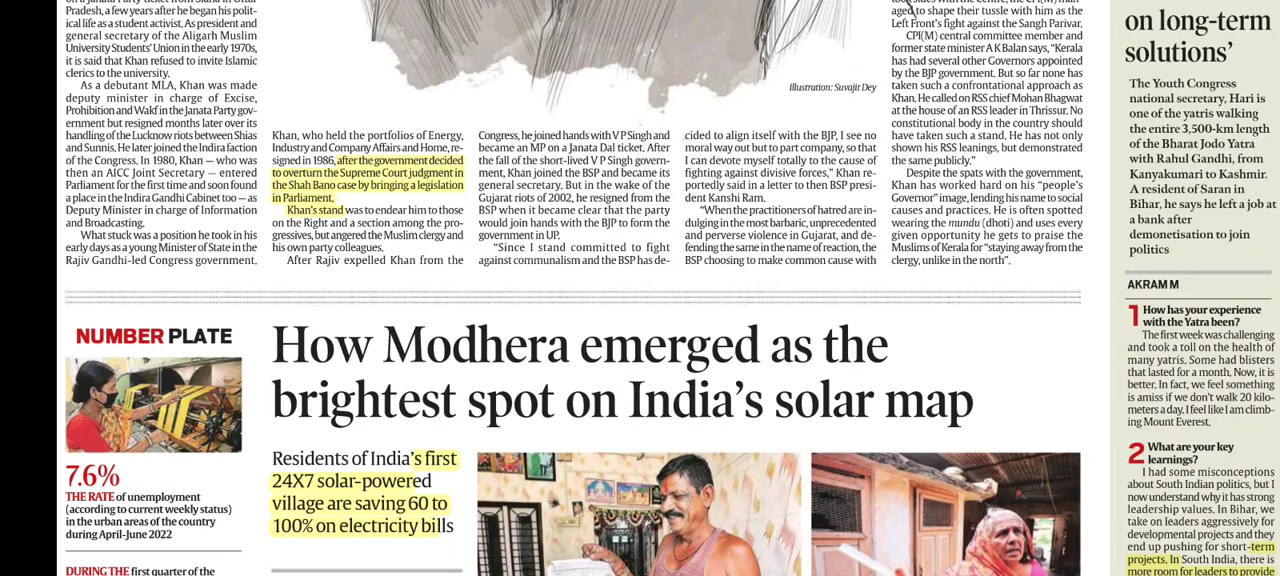 on a Janata Party ticket from Siana in Uttar
Pradesh, a few years after he began his polit-
ical life as a student activist. As president and
general secretary of the Aligarh Muslim
University Students' Union in the early 1970s,
it is said that Khan refused to invite Islamic
clerics to the university.
As a debutant MLA, Khan was made
deputy minister in charge of Excise,
Prohibition and Wakf in the Janata Party gov-
ernment but resigned months later over its
handling of the Lucknow riots between Shias
and Sunnis. He later joined the Indira faction
of the Congress. In 1980, Khan — who was
then an AICC Joint Secretary — entered
Parliament for the first time and soon found
a place in the Indira Gandhi Cabinet too — as
Deputy Minister in charge of Information
and Broadcasting.
What stuck was a position he took in his
early days as a young Minister of State in the
Rajiv Gandhi-led Congress government.
Khan, who held the portfolios of Energy,
Industry and Company Affairs and Home, re-
signed in 1986, after the government decided
to overturn the Supreme Court judgment in
the Shah Bano case by bringing a legislation
in Parliament.
Khan's stand was to endear him to those
on the Right and a section among the pro-
gressives, but angered the Muslim clergy and
his own party colleagues.
After Rajiv expelled Khan from the
Congress, he joined hands with V P Singh and
became an MP on a Janata Dal ticket. After
the fall of the short-lived V P Singh govern-
ment, Khan joined the BSP and became its
general secretary. But in the wake of the
Gujarat riots of 2002, he resigned from the
BSP when it became clear that the party
would join hands with the BJP to form the
government in UP.
"Since I stand committed to fight
against communalism and the BSP has de-
cided to align itself with the BJP, I see no
moral way out but to part company, so that
I can devote myself totally to the cause of
fighting against divisive forces," Khan re-
portedly said in a letter to then BSP presi-
dent Kanshi Ram.
"When the practitioners of hatred are in-
dulging in the most barbaric, unprecedented
and perverse violence in Gujarat, and de-
fending the same in the name of reaction, the
BSP choosing to make common cause with
Illustration: Suvajit Dey
aged to shape their tussle with him as the
Left Front's fight against the Sangh Parivar.
CPI(M) central committee member and
former state minister A K Balan says, "Kerala
has had several other Governors appointed
by the BJP government. But so far none has
taken such a confrontational approach as
Khan. He called on RSS chief Mohan Bhagwat
at the house of an RSS leader in Thrissur. No
constitutional body in the country should
have taken such a stand. He has not only
shown his RSS leanings, but demonstrated
the same publicly."
Despite the spats with the government,
Khan has worked hard on his "people's
Governor" image, lending his name to social
causes and practices. He is often spotted
wearing the mundu (dhoti) and uses every
given opportunity he gets to praise the
Muslims of Kerala for "staying away from the
clergy, unlike in the north".
on long-term
solutions'
The Youth Congress
national secretary, Hari is
one of the yatris walking
the entire 3,500-km length
of the Bharat Jodo Yatra
with Rahul Gandhi, from
Kanyakumari to Kashmir.
A resident of Saran in
Bihar, he says he left a job at
a bank after
demonetisation to join
politics
AKRAM M
1 How has your experience
with the Yatra been?
The first week was challenging
and took a toll on the health of
many yatris. Some had blisters
that lasted for a month. Now, it is
better. In fact, we feel something
is amiss if we don't walk 20 kilo-
meters a day. I feel like I am climb-
ing Mount Everest.
2 What are your key
learnings?
I had some misconceptions
about South Indian politics, but I
now understand why it has strong
leadership values. In Bihar, we
take on leaders aggressively for
developmental projects and they
end up pushing for short-term
projects. In South India, there is
more room for leaders to provide
NUMBER PLATE
7.6%
THE RATE of unemployment
(according to current weekly status)
in the urban areas of the country
during April-June 2022
DURING THE first quarter of the
How Modhera emerged as the
brightest spot on India's solar map
Residents of India's first
24X7 solar-powered
village are saving 60 to
100% on electricity bills